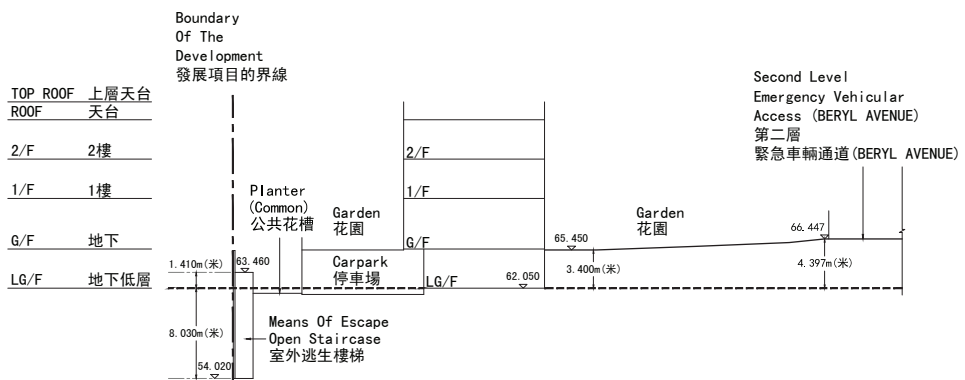 Boundary
Of The
Development
發展項目的界線
TOP ROOF 上層天台
ROOF 天台
2/F 2樓
1/F 1樓
G/F 地下
LG/F 地下低層
Second Level
Emergency Vehicular
Access (BERYL AVENUE)
第二層
緊急車輛通道(BERYL AVENUE)
2/F
1/F
G/F
LG/F
Planter
(Common)
公共花槽
Garden
花園
Garden
花園
Carpark
停車場
66.447
65.450
63.460
62.050
1.410m(米)
3.400m(米)
4.397m(米)
8.030m(米)
54.020
Means Of Escape
Open Staircase
室外逃生樓梯